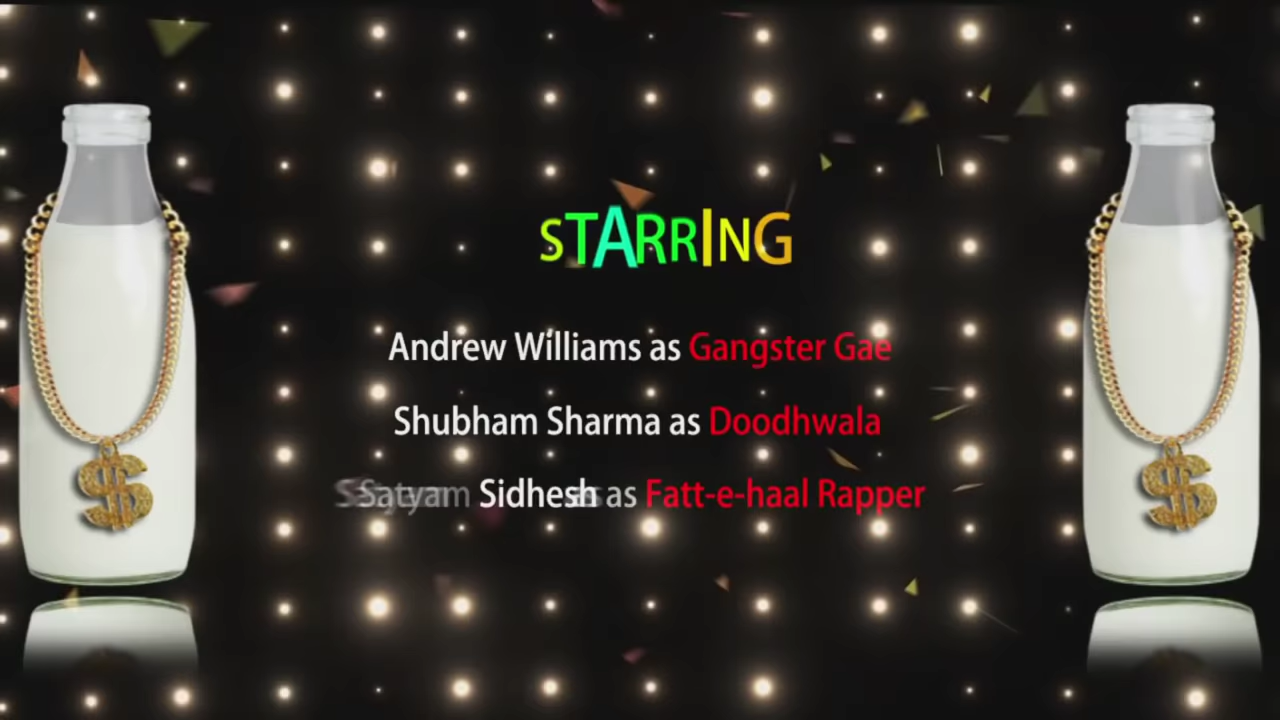 STARRING
Andrew Williams as Gangster Gae
Shubham Sharma as Doodhwala
Satyam Sidhesh as Fatt-e-haal Rapper